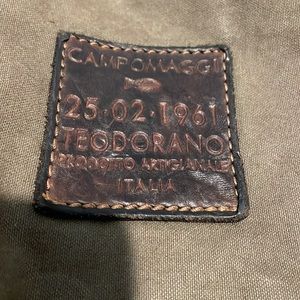 CAMPOMAGGI
25·02·1961
TEODORANO
PRODOTTO ARTIGIANALE
ITALIA